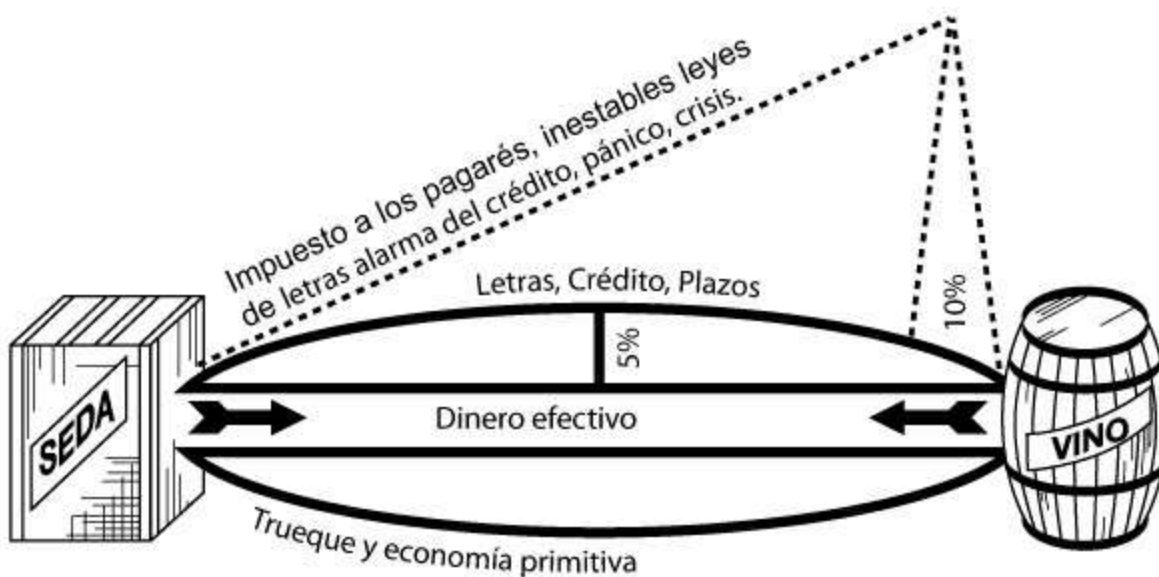 Impuesto a los pagarés, inestables leyes
de letras alarma del crédito, pánico, crisis.
Letras, Crédito, Plazos
5%
10%
SEDA
Dinero efectivo
VINO
Trueque y economía primitiva